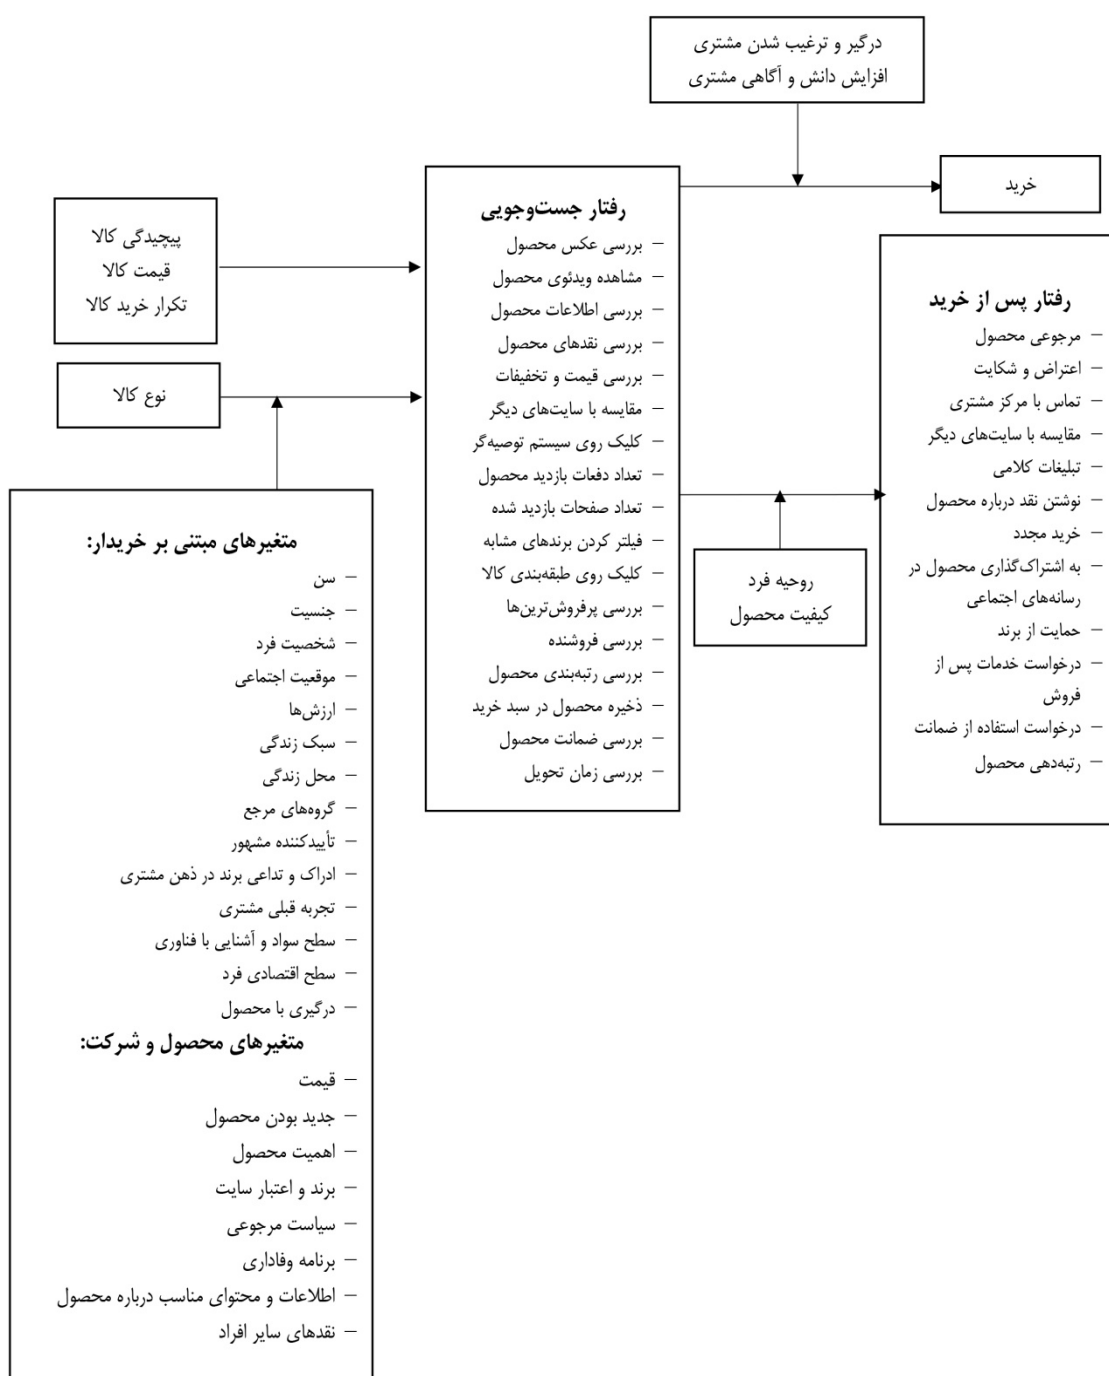 درگیر و ترغیب شدن مشتری
افزایش دانش و آگاهی مشتری
خرید
پیچیدگی کالا
قیمت کالا
تکرار خرید کالا
نوع کالا
رفتار جست‌وجویی
– بررسی عکس محصول
– مشاهده ویدئوی محصول
– بررسی اطلاعات محصول
– بررسی نقدهای محصول
– بررسی قیمت و تخفیفات
– مقایسه با سایت‌های دیگر
– کلیک روی سیستم توصیه‌گر
– تعداد دفعات بازدید محصول
– تعداد صفحات بازدید شده
– فیلتر کردن برندهای مشابه
– کلیک روی طبقه‌بندی کالا
– بررسی پرفروش‌ترین‌ها
– بررسی فروشنده
– بررسی رتبه‌بندی محصول
– ذخیره محصول در سبد خرید
– بررسی ضمانت محصول
– بررسی زمان تحویل
رفتار پس از خرید
– مرجوعی محصول
– اعتراض و شکایت
– تماس با مرکز مشتری
– مقایسه با سایت‌های دیگر
– تبلیغات کلامی
– نوشتن نقد درباره محصول
– خرید مجدد
– به اشتراک‌گذاری محصول در
رسانه‌های اجتماعی
– حمایت از برند
– درخواست خدمات پس از
فروش
– درخواست استفاده از ضمانت
– رتبه‌دهی محصول
روحیه فرد
کیفیت محصول
متغیرهای مبتنی بر خریدار:
– سن
– جنسیت
– شخصیت فرد
– موقعیت اجتماعی
– ارزش‌ها
– سبک زندگی
– محل زندگی
– گروه‌های مرجع
– تأییدکننده مشهور
– ادراک و تداعی برند در ذهن مشتری
– تجربه قبلی مشتری
– سطح سواد و آشنایی با فناوری
– سطح اقتصادی فرد
– درگیری با محصول
متغیرهای محصول و شرکت:
– قیمت
– جدید بودن محصول
– اهمیت محصول
– برند و اعتبار سایت
– سیاست مرجوعی
– برنامه وفاداری
– اطلاعات و محتوای مناسب درباره محصول
– نقدهای سایر افراد